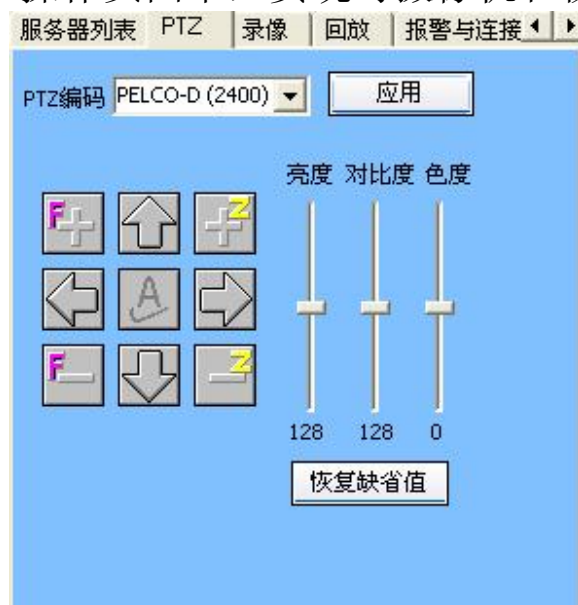 服务器列表 PTZ 录像 回放 报警与连接
PTZ编码 PELCO-D (2400) 应用
亮度 对比度 色度
F Z
A
F Z
128 128 0
恢复缺省值